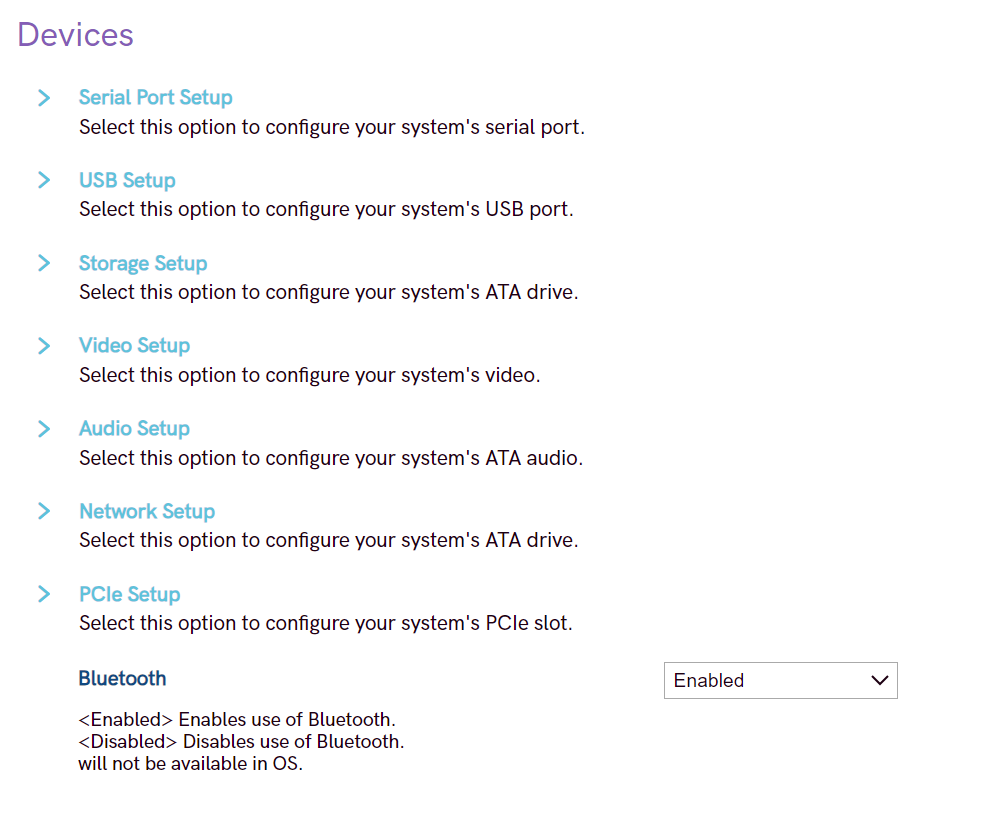 Devices
Serial Port Setup
Select this option to configure your system's serial port.
USB Setup
Select this option to configure your system's USB port.
Storage Setup
Select this option to configure your system's ATA drive.
Video Setup
Select this option to configure your system's video.
Audio Setup
Select this option to configure your system's ATA audio.
Network Setup
Select this option to configure your system's ATA drive.
PCIe Setup
Select this option to configure your system's PCIe slot.
Bluetooth
Enabled
<Enabled> Enables use of Bluetooth.
<Disabled> Disables use of Bluetooth.
will not be available in OS.